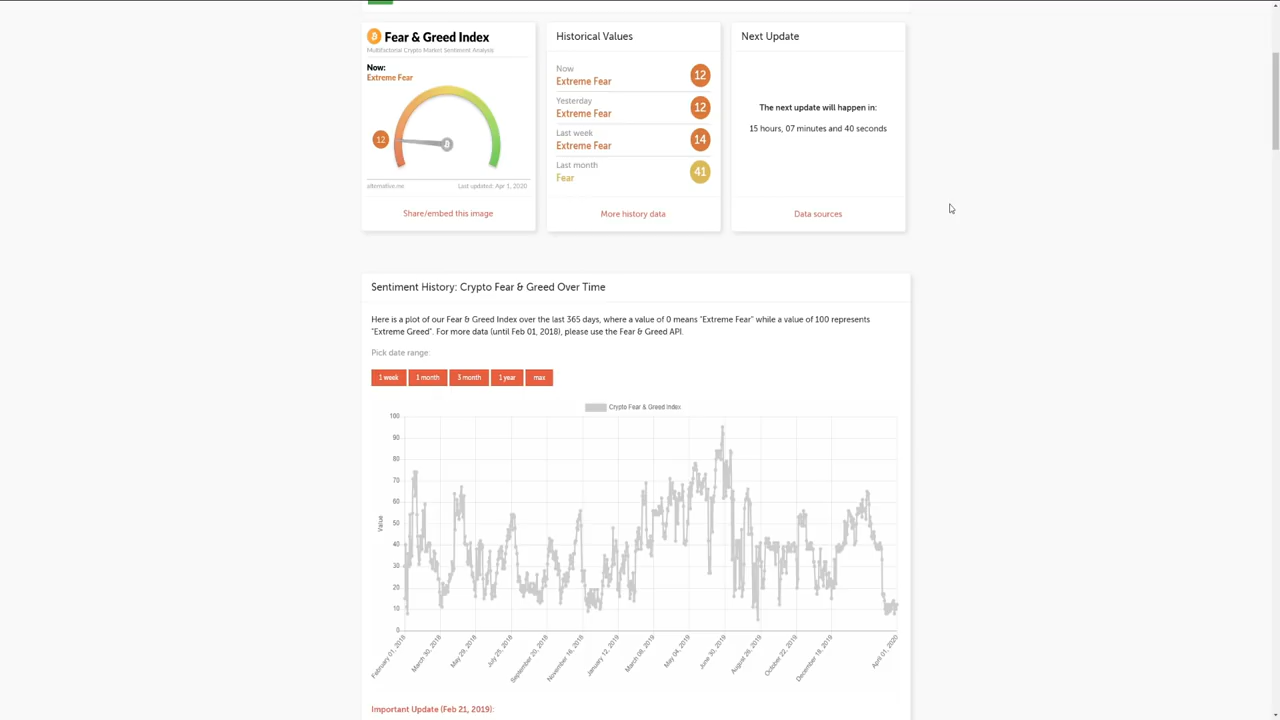 Fear & Greed Index
Multifactorial Crypto Market Sentiment Analysis
Now:
Extreme Fear
12
alternative.me
Last updated: Apr 1, 2020
Share/embed this image
Historical Values
Now
Extreme Fear
12
Yesterday
Extreme Fear
12
Last week
Extreme Fear
14
Last month
Fear
41
More history data
Next Update
The next update will happen in:
15 hours, 07 minutes and 40 seconds
Data sources
Sentiment History: Crypto Fear & Greed Over Time
Here is a plot of our Fear & Greed Index over the last 365 days, where a value of 0 means "Extreme Fear" while a value of 100 represents
"Extreme Greed". For more data (until Feb 01, 2018), please use the Fear & Greed API.
Pick date range:
1 week
1 month
3 month
1 year
max
Crypto Fear & Greed Index
100
90
80
70
60
50
40
30
20
10
0
Value
February 01, 2018
March 30, 2018
May 29, 2018
July 25, 2018
September 20, 2018
November 16, 2018
January 12, 2019
March 09, 2019
May 04, 2019
June 30, 2019
August 26, 2019
October 22, 2019
December 18, 2019
April 01, 2020
Important Update (Feb 21, 2019):